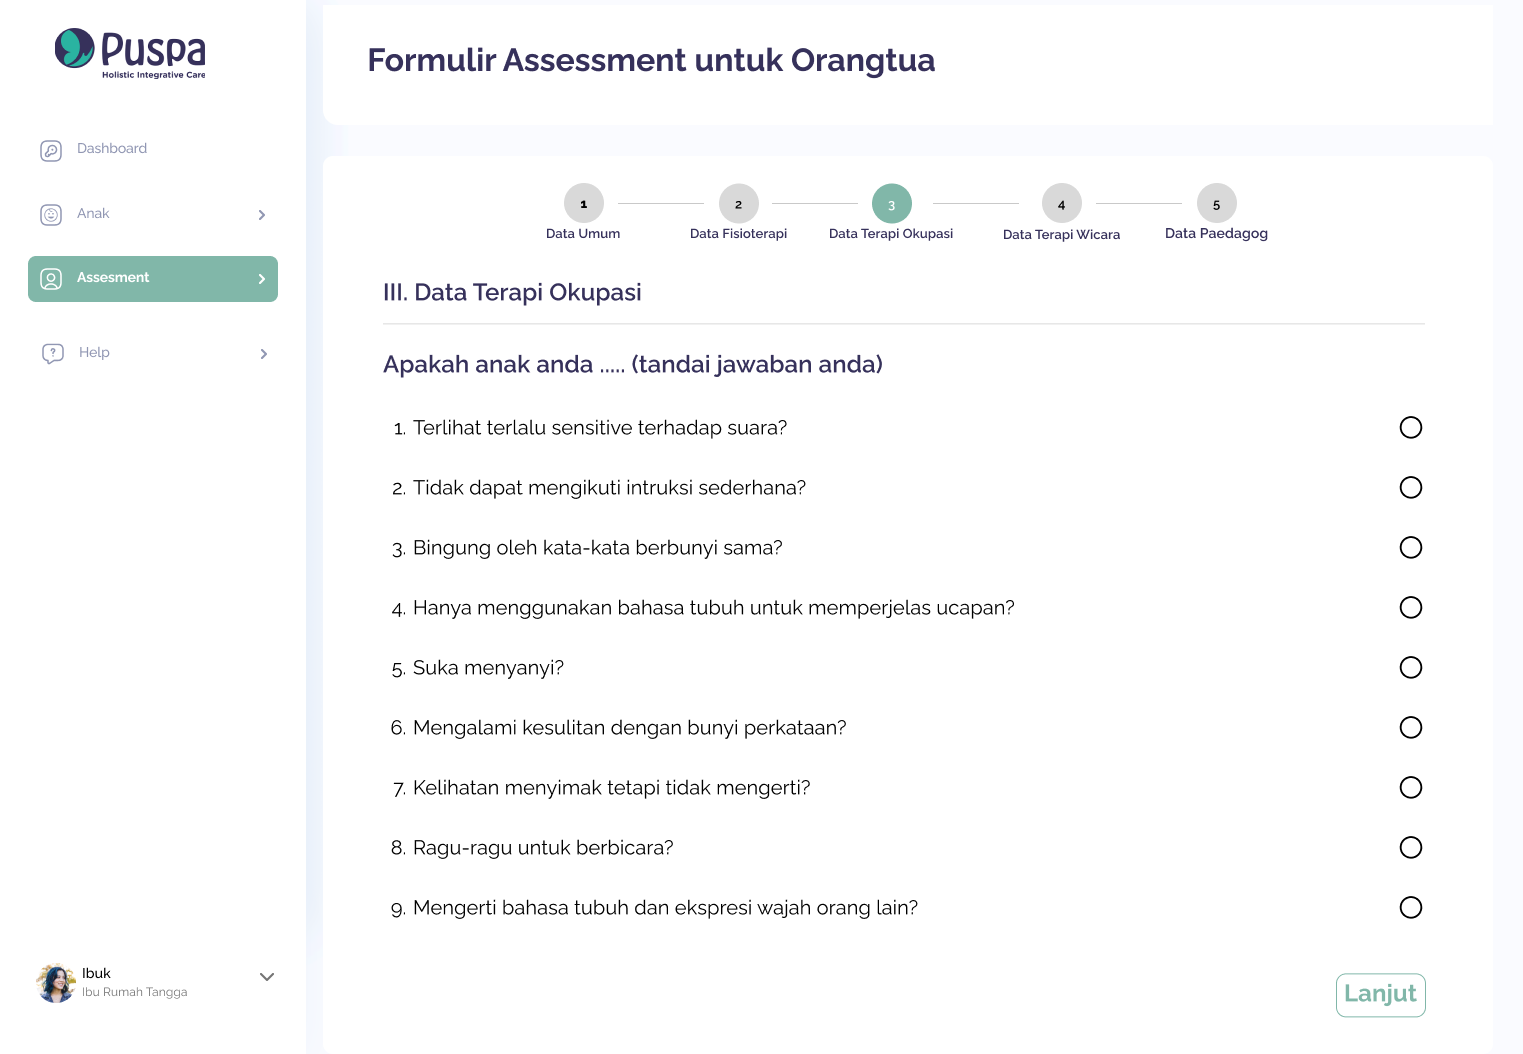 Puspa
Holistic Integrative Care
Dashboard
Anak
Assesment
Help
Ibuk
Ibu Rumah Tangga
Formulir Assessment untuk Orangtua
1
2
3
4
5
Data Umum
Data Fisioterapi
Data Terapi Okupasi
Data Terapi Wicara
Data Paedagog
III. Data Terapi Okupasi
Apakah anak anda ..... (tandai jawaban anda)
1. Terlihat terlalu sensitive terhadap suara?
2. Tidak dapat mengikuti intruksi sederhana?
3. Bingung oleh kata-kata berbunyi sama?
4. Hanya menggunakan bahasa tubuh untuk memperjelas ucapan?
5. Suka menyanyi?
6. Mengalami kesulitan dengan bunyi perkataan?
7. Kelihatan menyimak tetapi tidak mengerti?
8. Ragu-ragu untuk berbicara?
9. Mengerti bahasa tubuh dan ekspresi wajah orang lain?
Lanjut